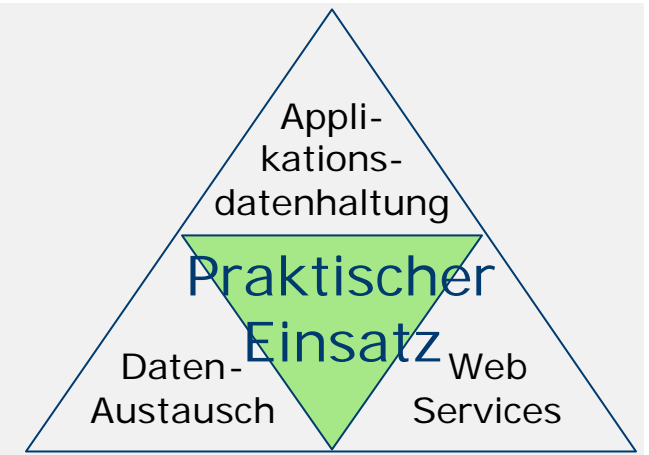 Appli-
kations-
datenhaltung
Praktischer
Einsatz
Daten-
Austausch
Web
Services